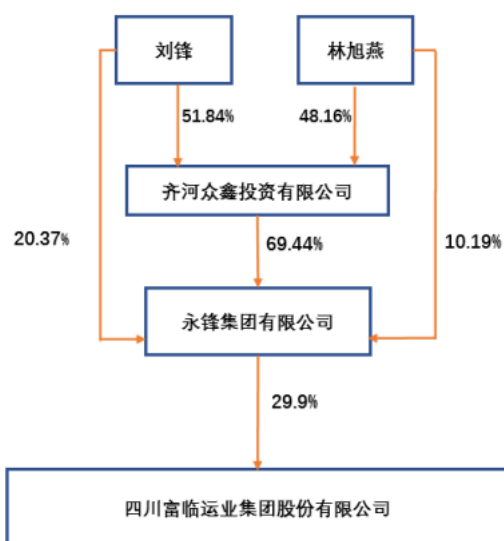 刘锋
林旭燕
51.84%
48.16%
齐河众鑫投资有限公司
20.37%
69.44%
10.19%
永锋集团有限公司
29.9%
四川富临运业集团股份有限公司